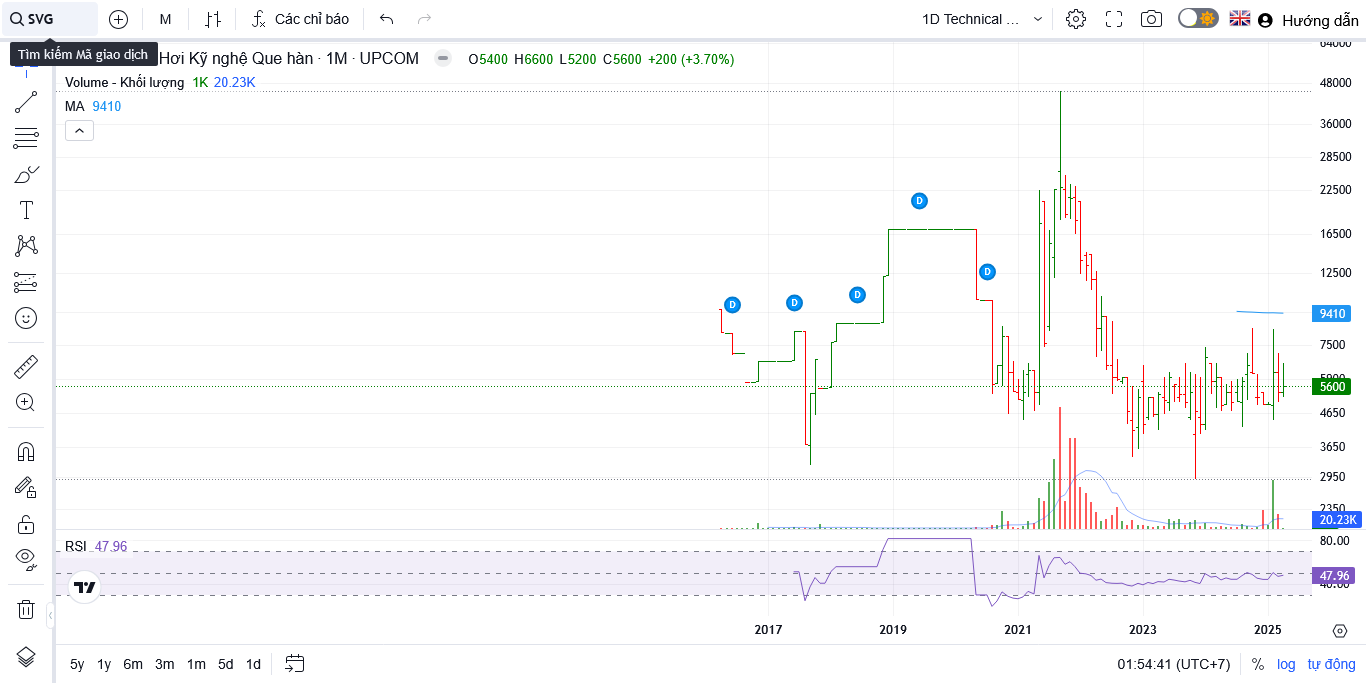 SVG
M
Các chỉ báo
1D Technical ...
Hướng dẫn
Tìm kiếm Mã giao dịch
Hơi Kỹ nghệ Que hàn · 1M · UPCOM
O5400 H6600 L5200 C5600 +200 (+3.70%)
Volume - Khối lượng 1K 20.23K
MA 9410
64000
48000
36000
28500
22500
16500
12500
9410
7500
5900
5600
4650
3650
2950
2350
20.23K
D
D
D
D
D
RSI 47.96
80.00
47.96
40.00
2017 2019 2021 2023 2025
5y 1y 6m 3m 1m 5d 1d
01:54:41 (UTC+7)
% log tự động